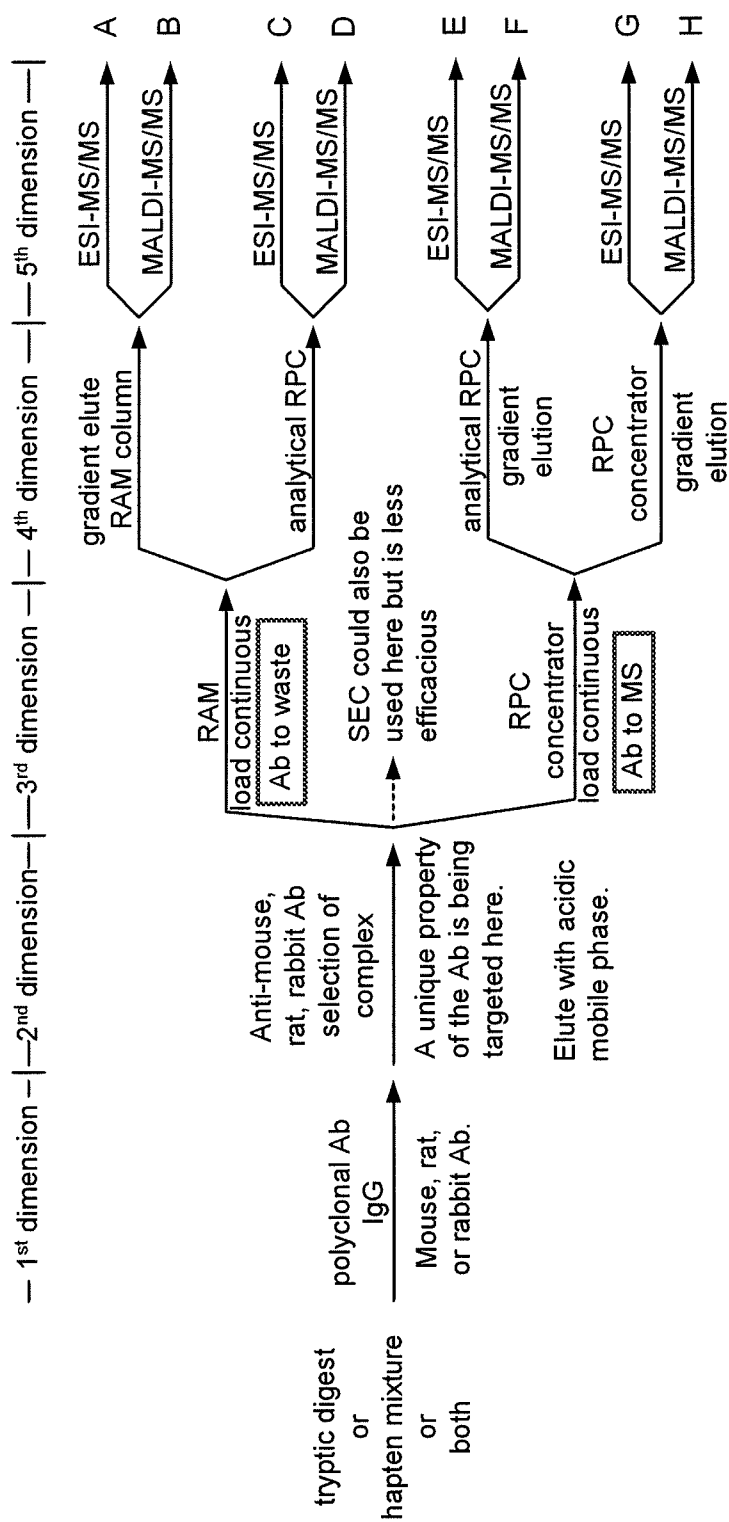 — 1st dimension —|—2nd dimension—|—3rd dimension —|— 4th dimension —|— 5th dimension —|
tryptic digest
or
hapten mixture
or
both
polyclonal Ab
IgG
Mouse, rat,
or rabbit Ab.
Anti-mouse,
rat, rabbit Ab
selection of
complex
A unique property
of the Ab is being
targeted here.
Elute with acidic
mobile phase.
RAM
load continuous
Ab to waste
SEC could also be
used here but is less
efficacious
RPC
concentrator
load continuous
Ab to MS
gradient elute
RAM column
analytical RPC
analytical RPC
gradient
elution
RPC
concentrator
gradient
elution
ESI-MS/MS
A
MALDI-MS/MS
B
ESI-MS/MS
C
MALDI-MS/MS
D
ESI-MS/MS
E
MALDI-MS/MS
F
ESI-MS/MS
G
MALDI-MS/MS
H